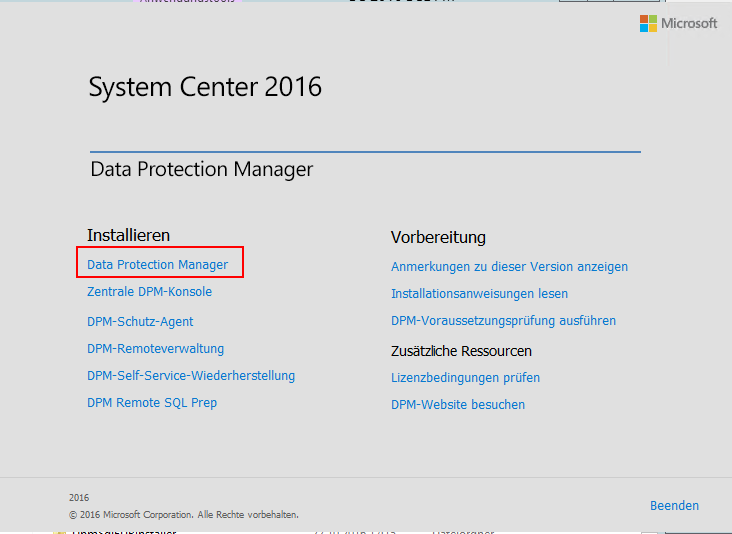 Microsoft
System Center 2016
Data Protection Manager
Installieren
Data Protection Manager
Zentrale DPM-Konsole
DPM-Schutz-Agent
DPM-Remoteverwaltung
DPM-Self-Service-Wiederherstellung
DPM Remote SQL Prep
Vorbereitung
Anmerkungen zu dieser Version anzeigen
Installationsanweisungen lesen
DPM-Voraussetzungsprüfung ausführen
Zusätzliche Ressourcen
Lizenzbedingungen prüfen
DPM-Website besuchen
2016
© 2016 Microsoft Corporation. Alle Rechte vorbehalten.
Beenden